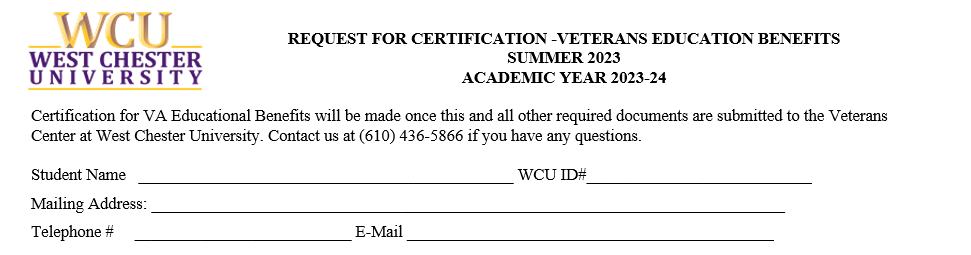 WCU
WEST CHESTER
UNIVERSITY
REQUEST FOR CERTIFICATION -VETERANS EDUCATION BENEFITS
SUMMER 2023
ACADEMIC YEAR 2023-24
Certification for VA Educational Benefits will be made once this and all other required documents are submitted to the Veterans
Center at West Chester University. Contact us at (610) 436-5866 if you have any questions.
Student Name WCU ID#
Mailing Address:
Telephone # E-Mail